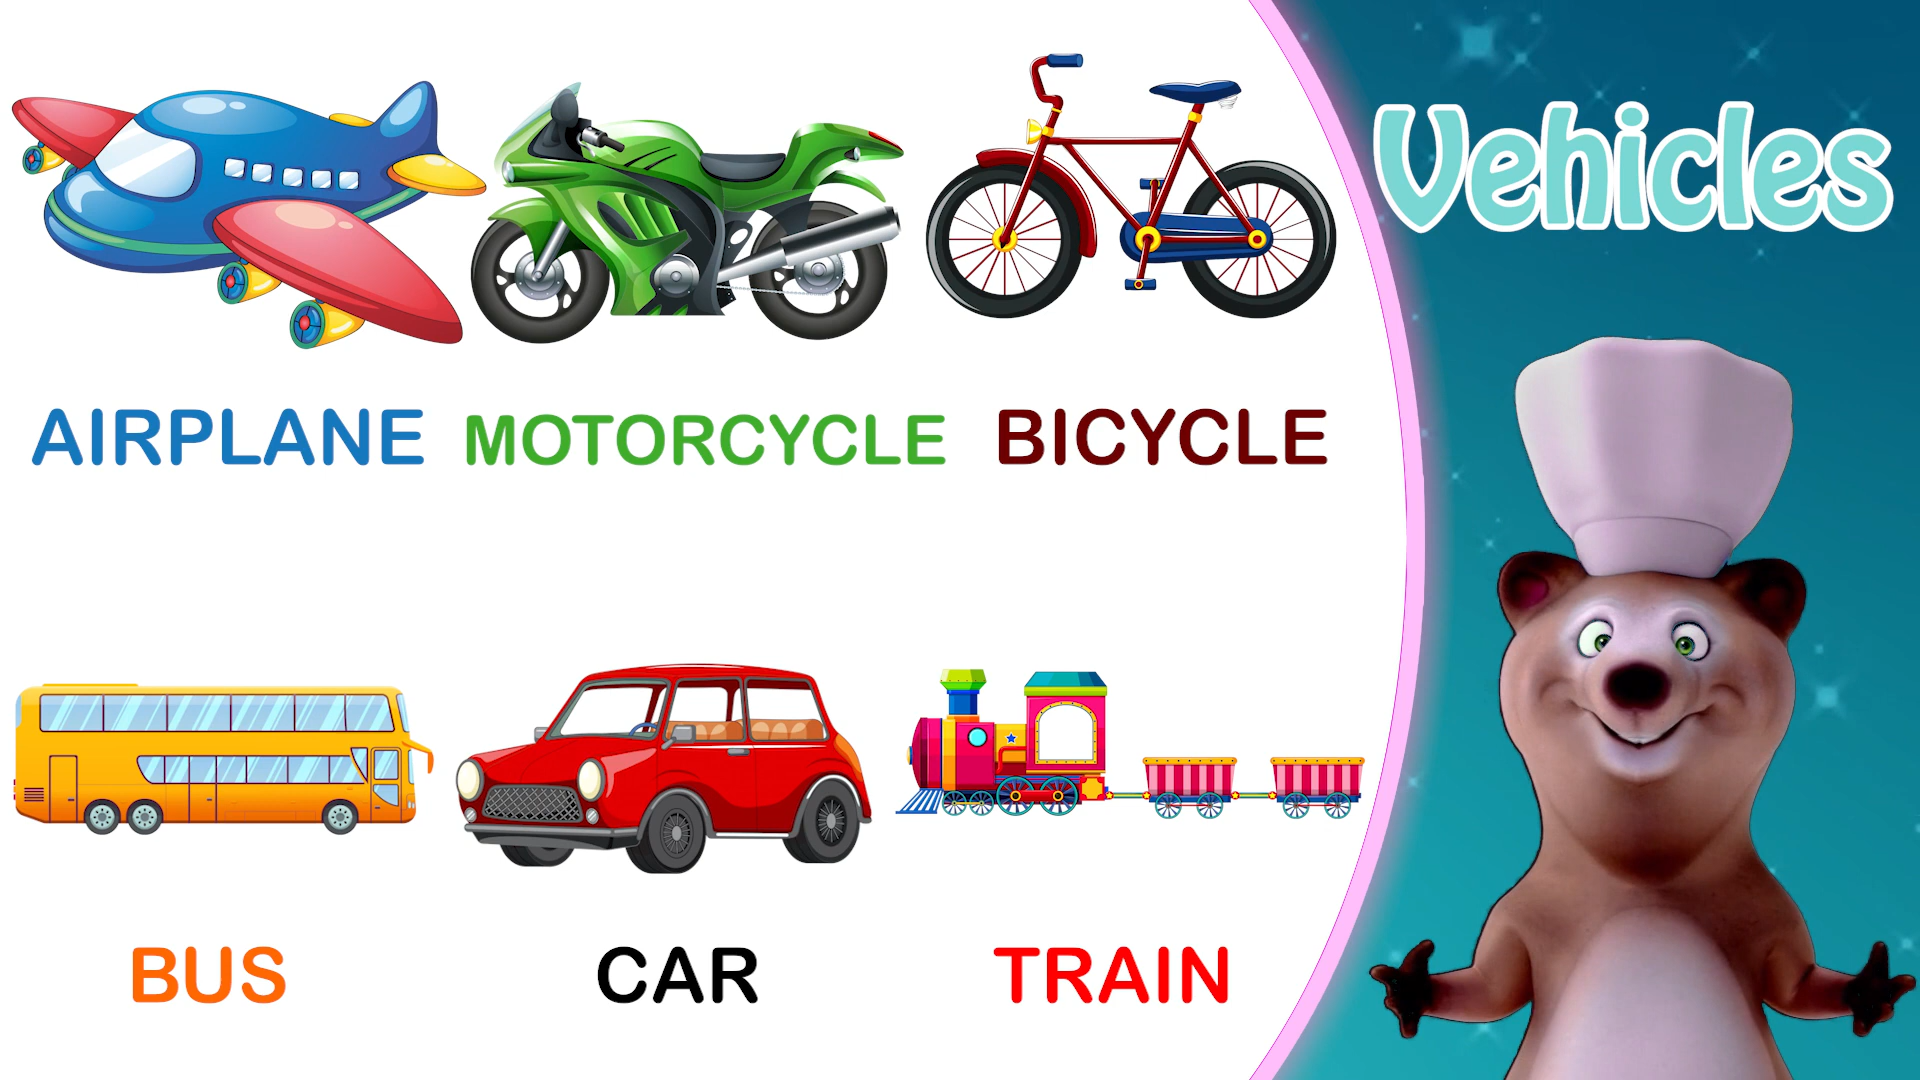 Vehicles
AIRPLANE
MOTORCYCLE
BICYCLE
BUS
CAR
TRAIN